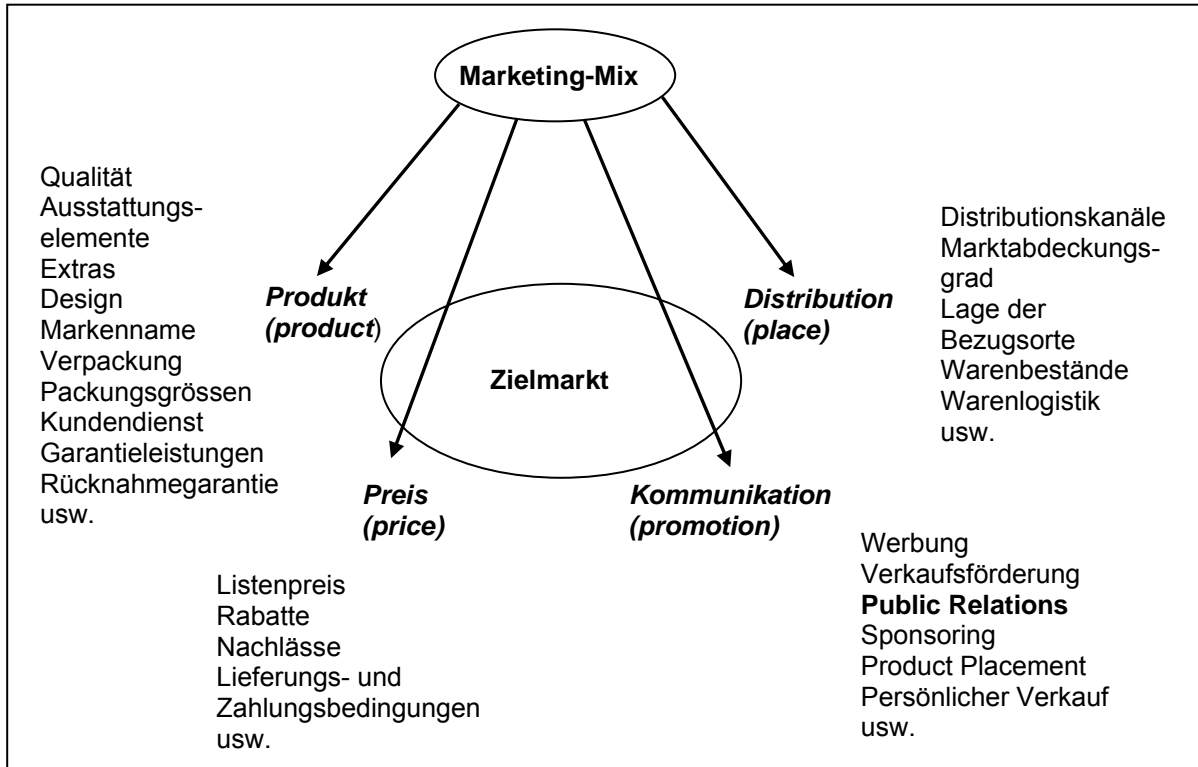 Marketing-Mix
Qualität
Ausstattungs-
elemente
Extras
Design
Markenname
Verpackung
Packungsgrössen
Kundendienst
Garantieleistungen
Rücknahmegarantie
usw.
Produkt
(product)
Zielmarkt
Distribution
(place)
Distributionskanäle
Marktabdeckungs-
grad
Lage der
Bezugsorte
Warenbestände
Warenlogistik
usw.
Preis
(price)
Listenpreis
Rabatte
Nachlässe
Lieferungs- und
Zahlungsbedingungen
usw.
Kommunikation
(promotion)
Werbung
Verkaufsförderung
Public Relations
Sponsoring
Product Placement
Persönlicher Verkauf
usw.